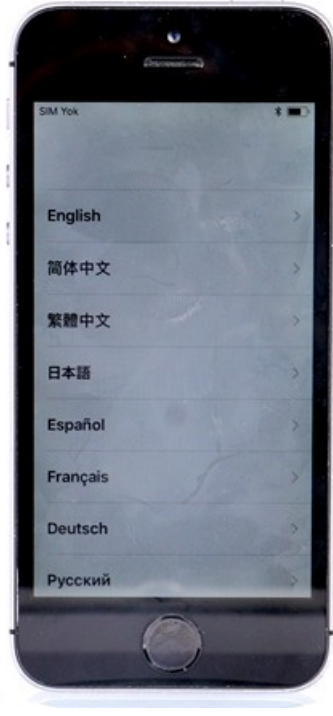 SIM Yok
English
简体中文
繁體中文
日本語
Español
Français
Deutsch
Русский